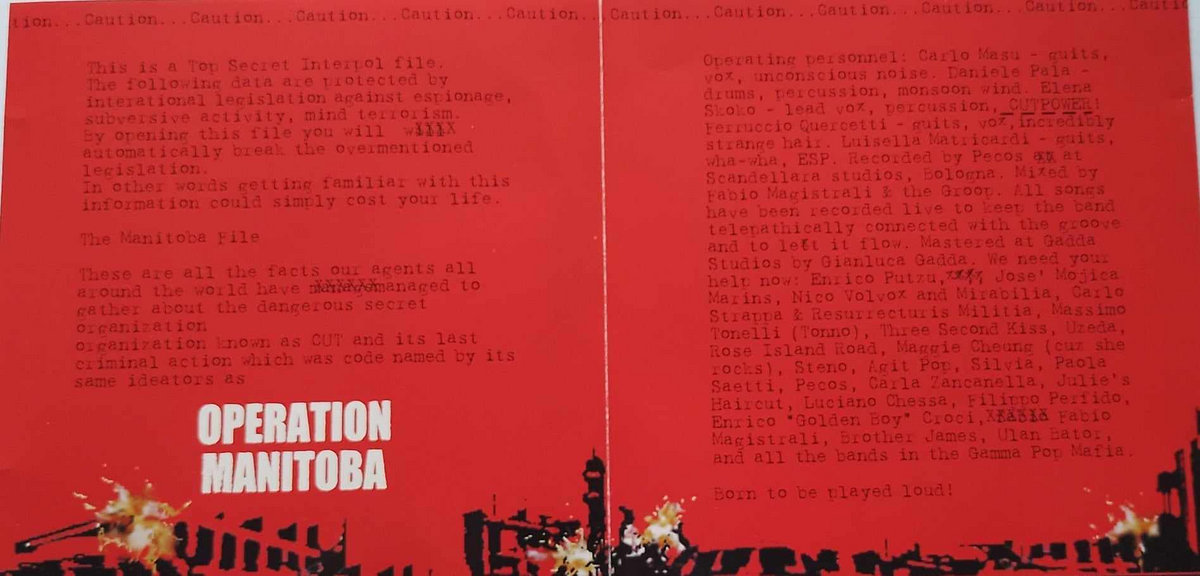 tion...Caution...Caution...Caution...Caution...Caution...
This is a Top Secret Interpol file.
The following data are protected by
interational legislation against espionage,
subversive activity, mind terrorism.
By opening this file you will
automatically break the overmentioned
legislation.
In other words getting familiar with this
information could simply cost your life.
The Manitoba File
These are all the facts our agents all
around the world have managed to
gather about the dangerous secret
organization
organization known as CUT and its last
criminal action which was code named by its
same ideators as
OPERATION
MANITOBA
Caution...Caution...Caution...Caution...Caution...Cautio
Operating personnel: Carlo Masu - guits,
vox, unconscious noise. Daniele Pala -
drums, percussion, monsoon wind. Elena
Skoko - lead vox, percussion, CUTPOWER!
Ferruccio Quercetti - guits, vox,incredibly
strange hair. Luisella Matricardi - guits,
wha-wha, ESP. Recorded by Pecos at
Scandellara studios, Bologna. Mixed by
Fabio Magistrali & the Groop. All songs
have been recorded live to keep the band
telepathically connected with the groove
and to let it flow. Mastered at Gadda
Studios by Gianluca Gadda. We need your
help now: Enrico Putzu, Jose' Mojica
Marins, Nico Volvox and Mirabilia, Carlo
Strappa & Resurrecturis Militia, Massimo
Tonelli (Tonno), Three Second Kiss, Uzeda,
Rose Island Road, Maggie Cheung (cuz she
rocks), Steno, Agit Pop, Silvia, Paola
Saetti, Pecos, Carla Zancanella, Julie's
Haircut, Luciano Chessa, Filippo Perfido,
Enrico "Golden Boy" Croci, Fabio
Magistrali, Brother James, Ulan Bator,
and all the bands in the Gamma Pop Mafia.
Born to be played loud!